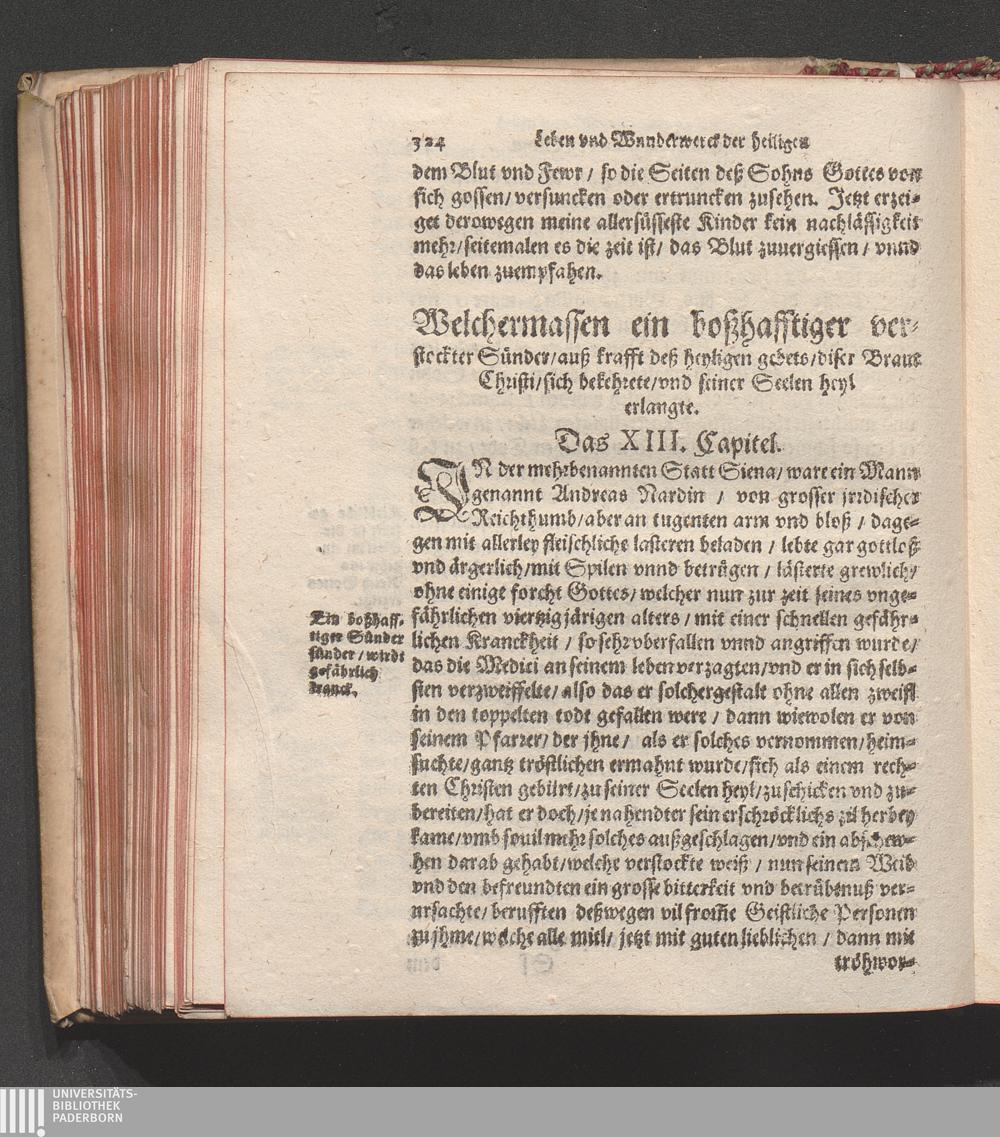 324 Leben vnd Wunderwerck der heiligen
dem Blut vnd Fewr / so die Seiten deß Sohns Gottes von
sich gossen / versuncken oder ertruncken zusehen. Jetzt erzei-
get derowegen meine allersüsseste Kinder kein nachlässigkeit
mehr / seitemalen es die zeit ist / das Blut zuuergiessen / vnnd
das leben zuempfahen.
Welchermassen ein boßhafftiger ver-
stockter Sünder / auß krafft deß heyligen gebets / diser Braut
Christi / sich bekehrete / vnd seiner Seelen heyl
erlangte.
Das XIII. Capitel.
IN der mehrbenannten Statt Siena / ware ein Mann
genannt Andreas Nardin / von grosser jrrdischer
Reichthumb / aber an tugenten arm vnd bloß / dage-
gen mit allerley fleischliche lasteren beladen / lebte gar gottloß
vnd ärgerlich / mit Spilen vnnd betrügen / lästerte grewlich /
ohne einige forcht Gottes / welcher nun zur zeit seines vnge-
fährlichen viertzig järigen alters / mit einer schnellen gefähr-
lichen Kranckheit / so sehr vberfallen vnnd angriffen wurde /
das die Medici an seinem leben verzagten / vnd er in sich selb-
sten verzweiffelte / also das er solchergestalt ohne allen zweifl
in den toppelten todt gefallen were / dann wiewolen er von
seinem Pfarrer / der jhne / als er solches vernommen / heim-
suchte / gantz tröstlichen ermahnt wurde / sich als einem rech-
ten Christen gebürt / zu seiner Seelen heyl / zuschicken vnd zu-
bereiten / hat er doch / je nahendter sein erschröcklichs zil herbey
kame / vmb souil mehr solches außgeschlagen / vnd ein abschew-
hen darab gehabt / welche verstockte weiß / nun seinem Weib
vnd den befreundten ein grosse bitterkeit vnd betrübnuß ver-
ursachte / berufften deßwegen vil from̄e Geistliche Personen
zu jhme / welche alle mitl / jetzt mit guten lieblichen / dann mit
tröhwor-
Ein boßhaff-
tiger Sünder
sünder / wirdt
gefährlich
kranck.
UNIVERSITÄTS-
BIBLIOTHEK
PADERBORN